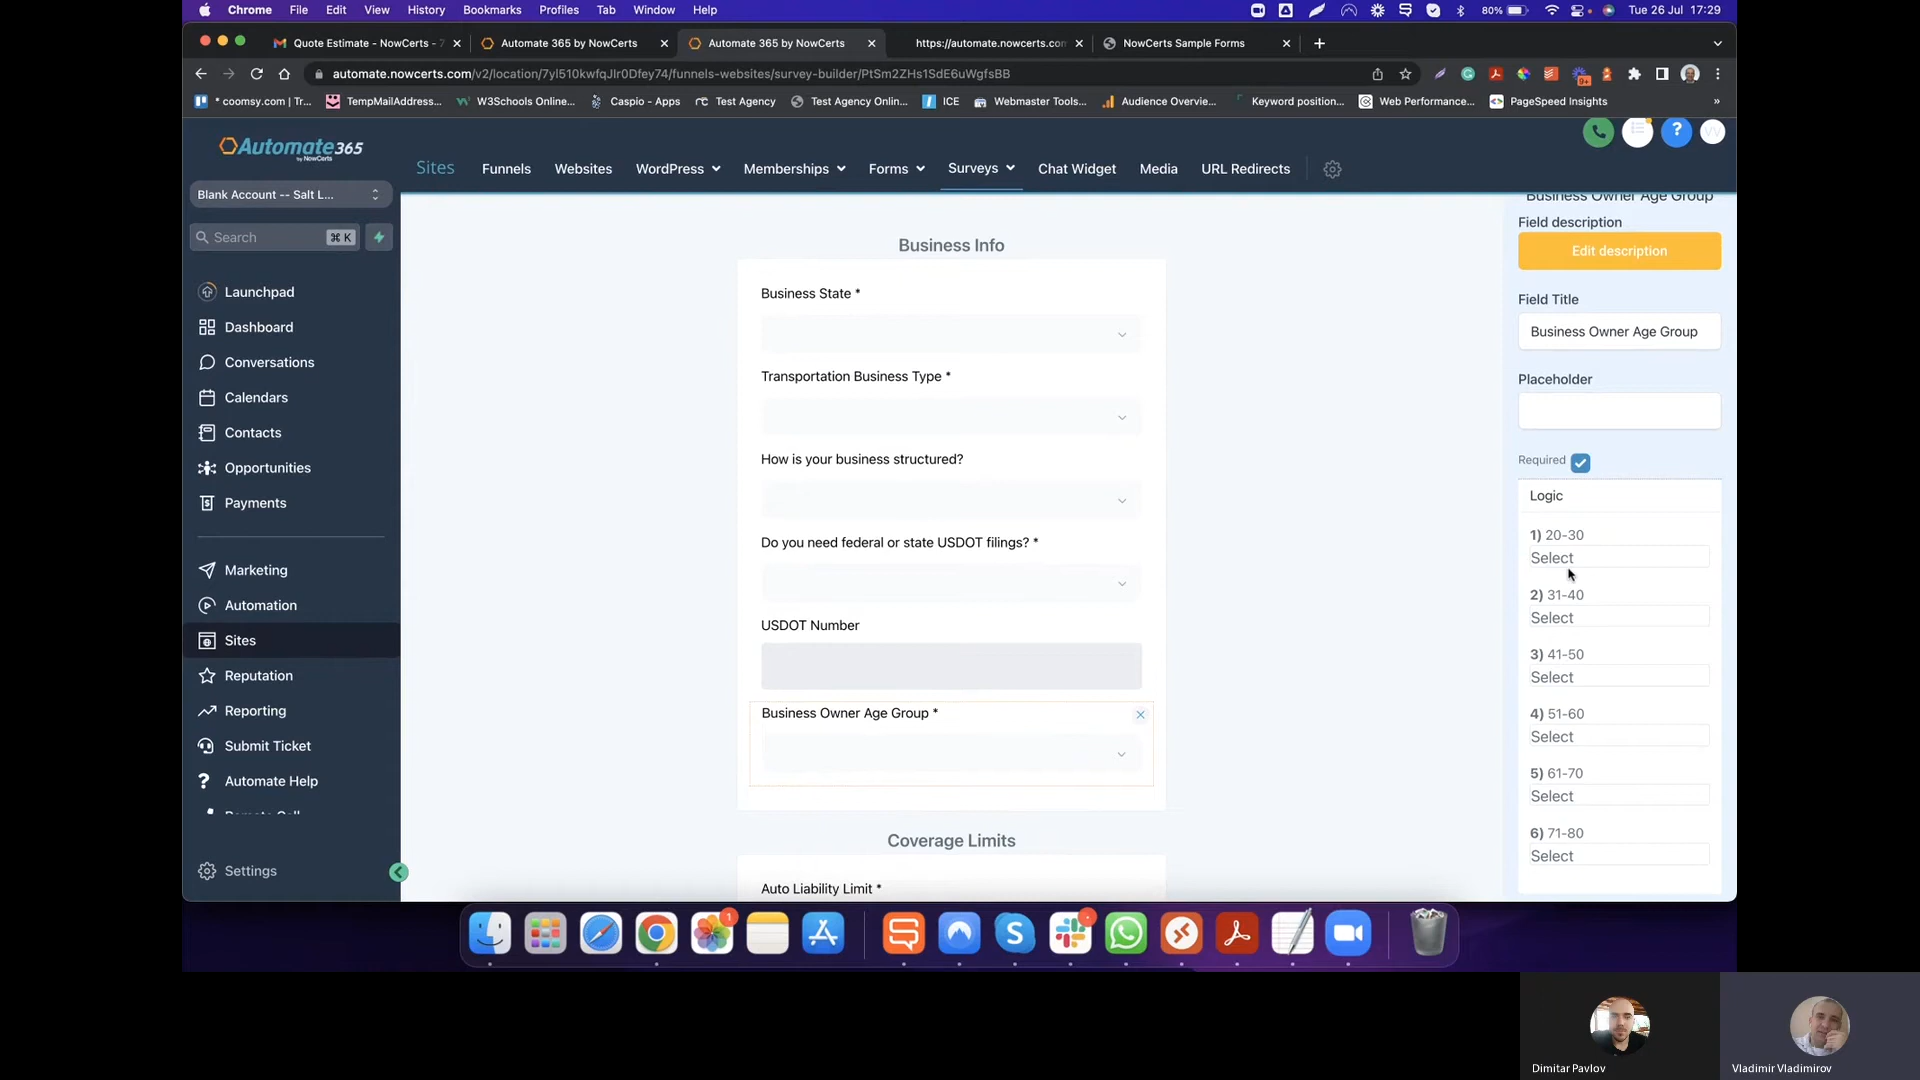 Chrome File Edit View History Bookmarks Profiles Tab Window Help 80% Tue 26 Jul 17:29
Quote Estimate - NowCerts - 7 Automate 365 by NowCerts Automate 365 by NowCerts https://automate.nowcerts.com NowCerts Sample Forms
automate.nowcerts.com/v2/location/7yl510kwfqJlr0Dfey74/funnels-websites/survey-builder/PtSm2ZHs1SdE6uWgfsBB
* coomsy.com | Tr... TempMailAddress... W3Schools Online... Caspio - Apps Test Agency Test Agency Onlin... ICE Webmaster Tools... Audience Overvie... Keyword position... Web Performance... PageSpeed Insights
Automate365
by NowCerts
Sites Funnels Websites WordPress Memberships Forms Surveys Chat Widget Media URL Redirects
Blank Account -- Salt L...
Search ⌘ K
Launchpad
Dashboard
Conversations
Calendars
Contacts
Opportunities
Payments
Marketing
Automation
Sites
Reputation
Reporting
Submit Ticket
Automate Help
Settings
Business Info
Business State *
Transportation Business Type *
How is your business structured?
Do you need federal or state USDOT filings? *
USDOT Number
Business Owner Age Group *
Coverage Limits
Auto Liability Limit *
Business Owner Age Group
Field description
Edit description
Field Title
Business Owner Age Group
Placeholder
Required
Logic
1) 20-30
Select
2) 31-40
Select
3) 41-50
Select
4) 51-60
Select
5) 61-70
Select
6) 71-80
Select
Dimitar Pavlov
Vladimir Vladimirov